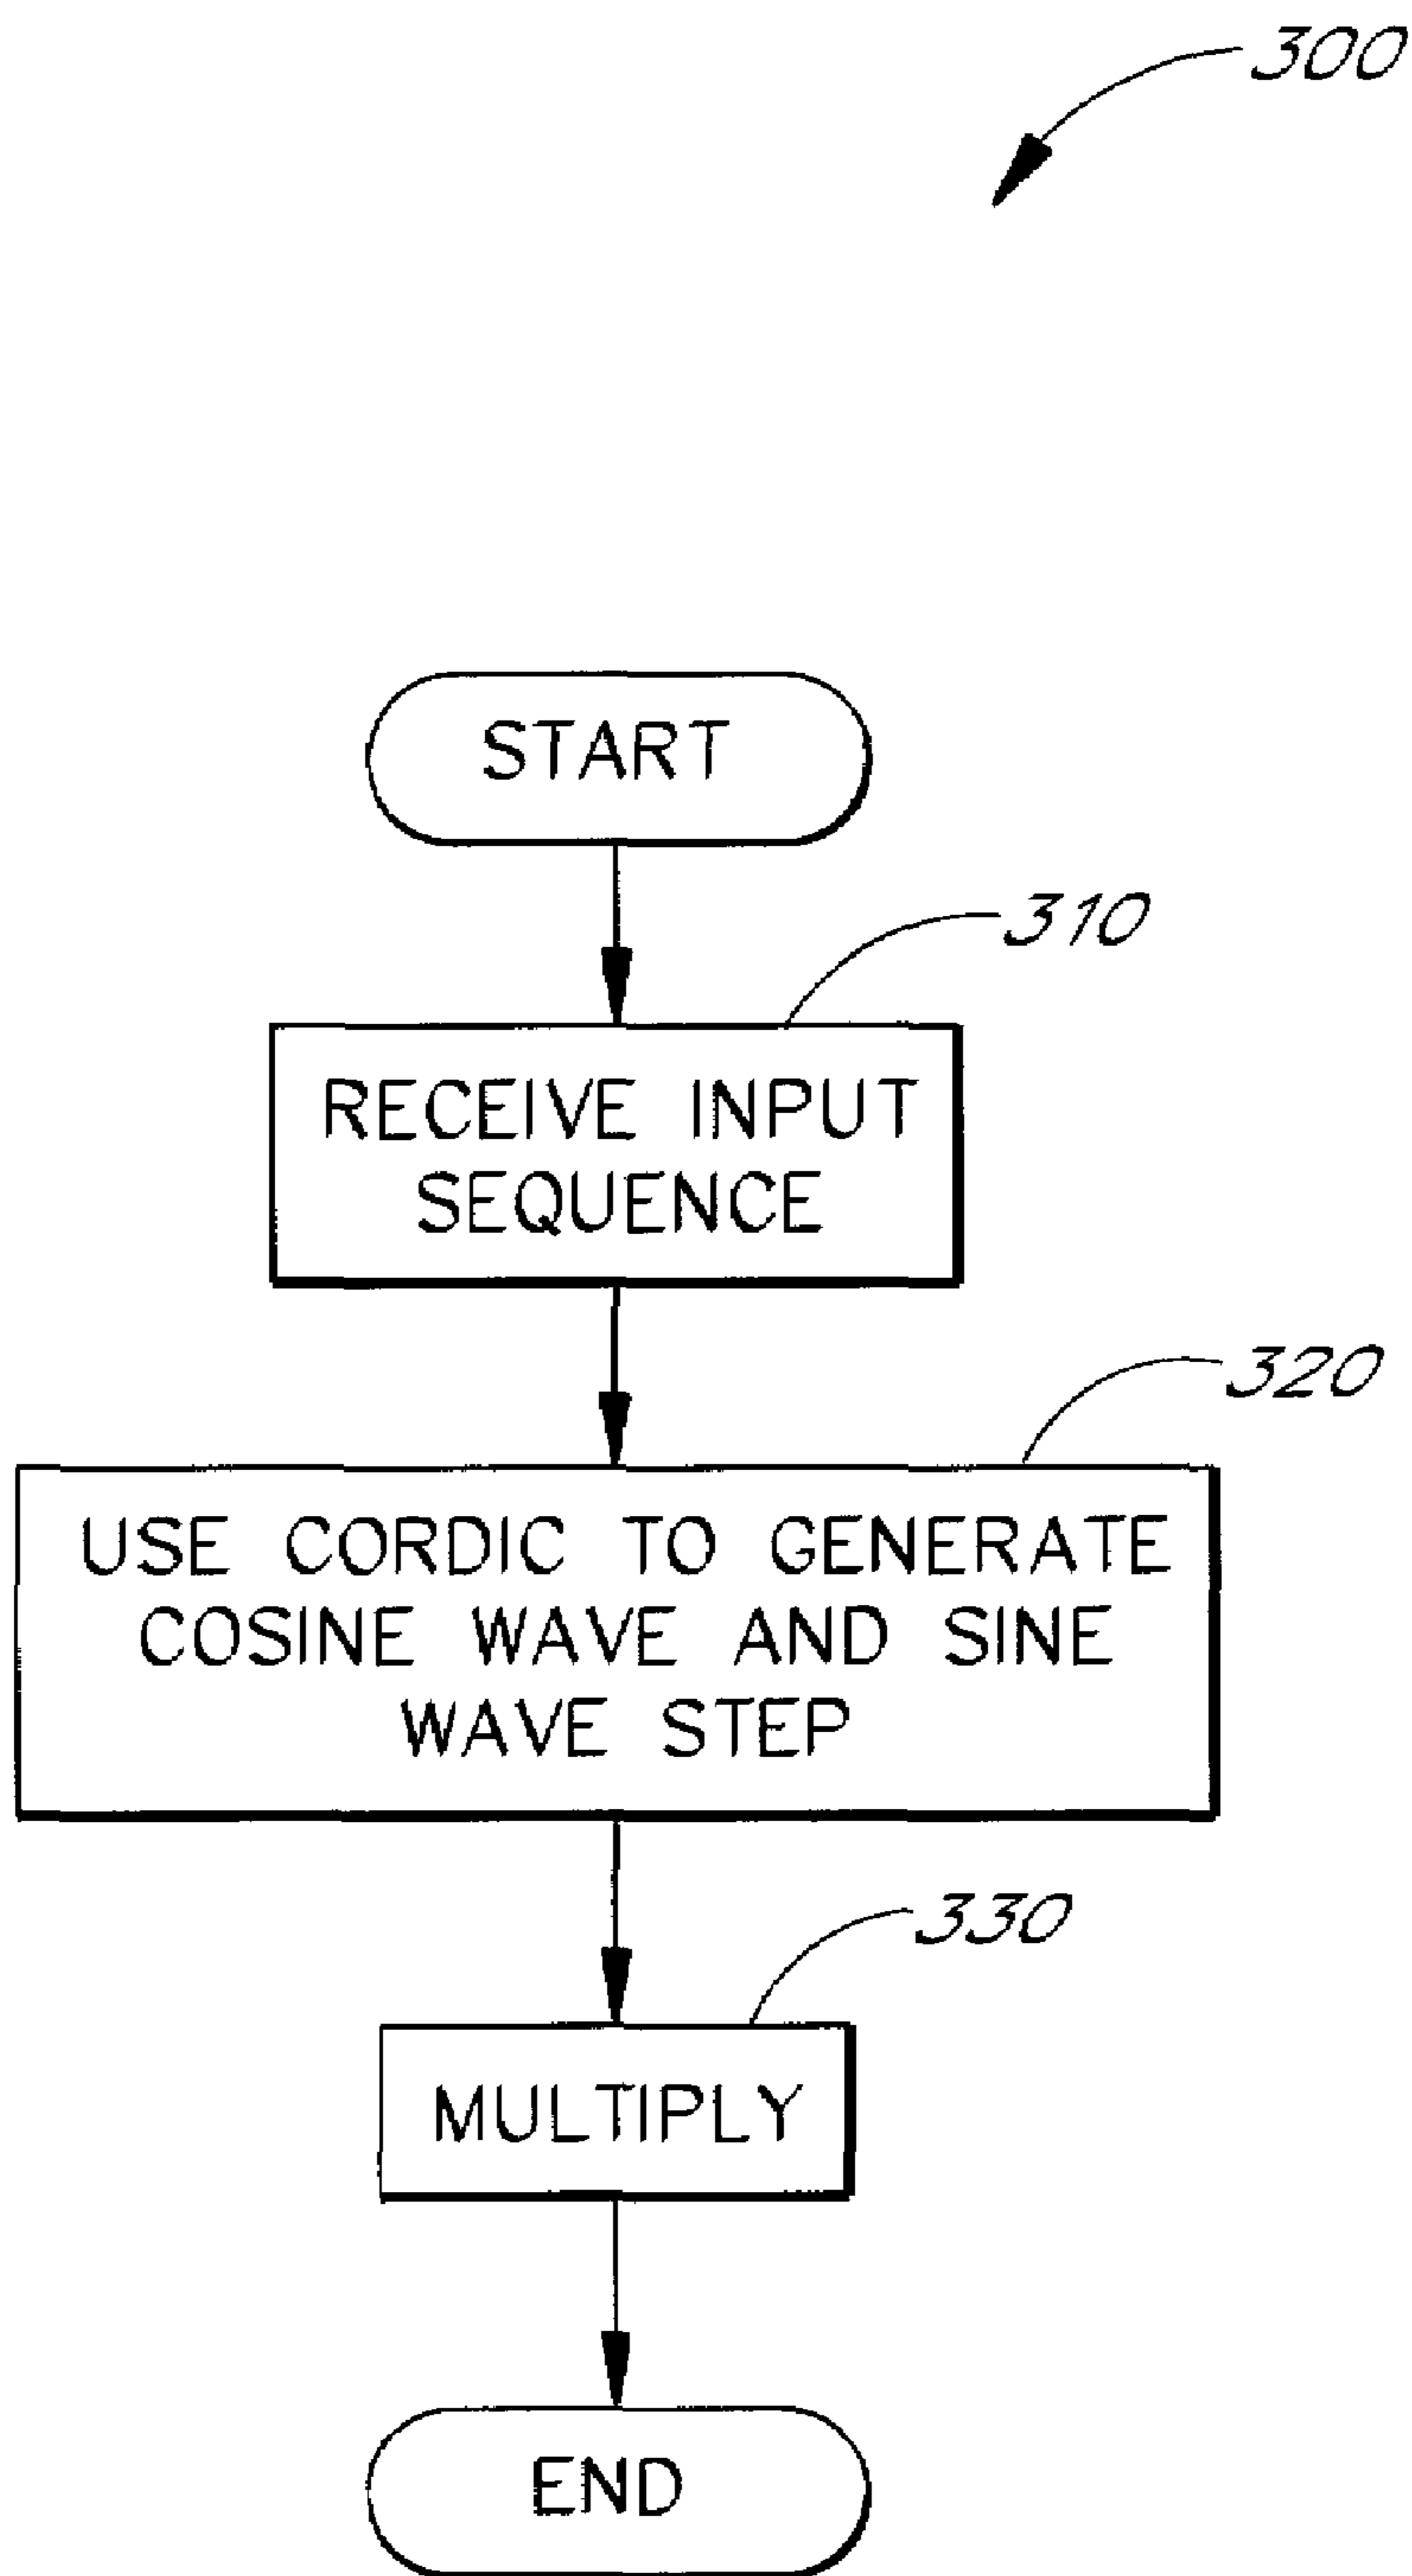 300
START
310
RECEIVE INPUT
SEQUENCE
320
USE CORDIC TO GENERATE
COSINE WAVE AND SINE
WAVE STEP
330
MULTIPLY
END